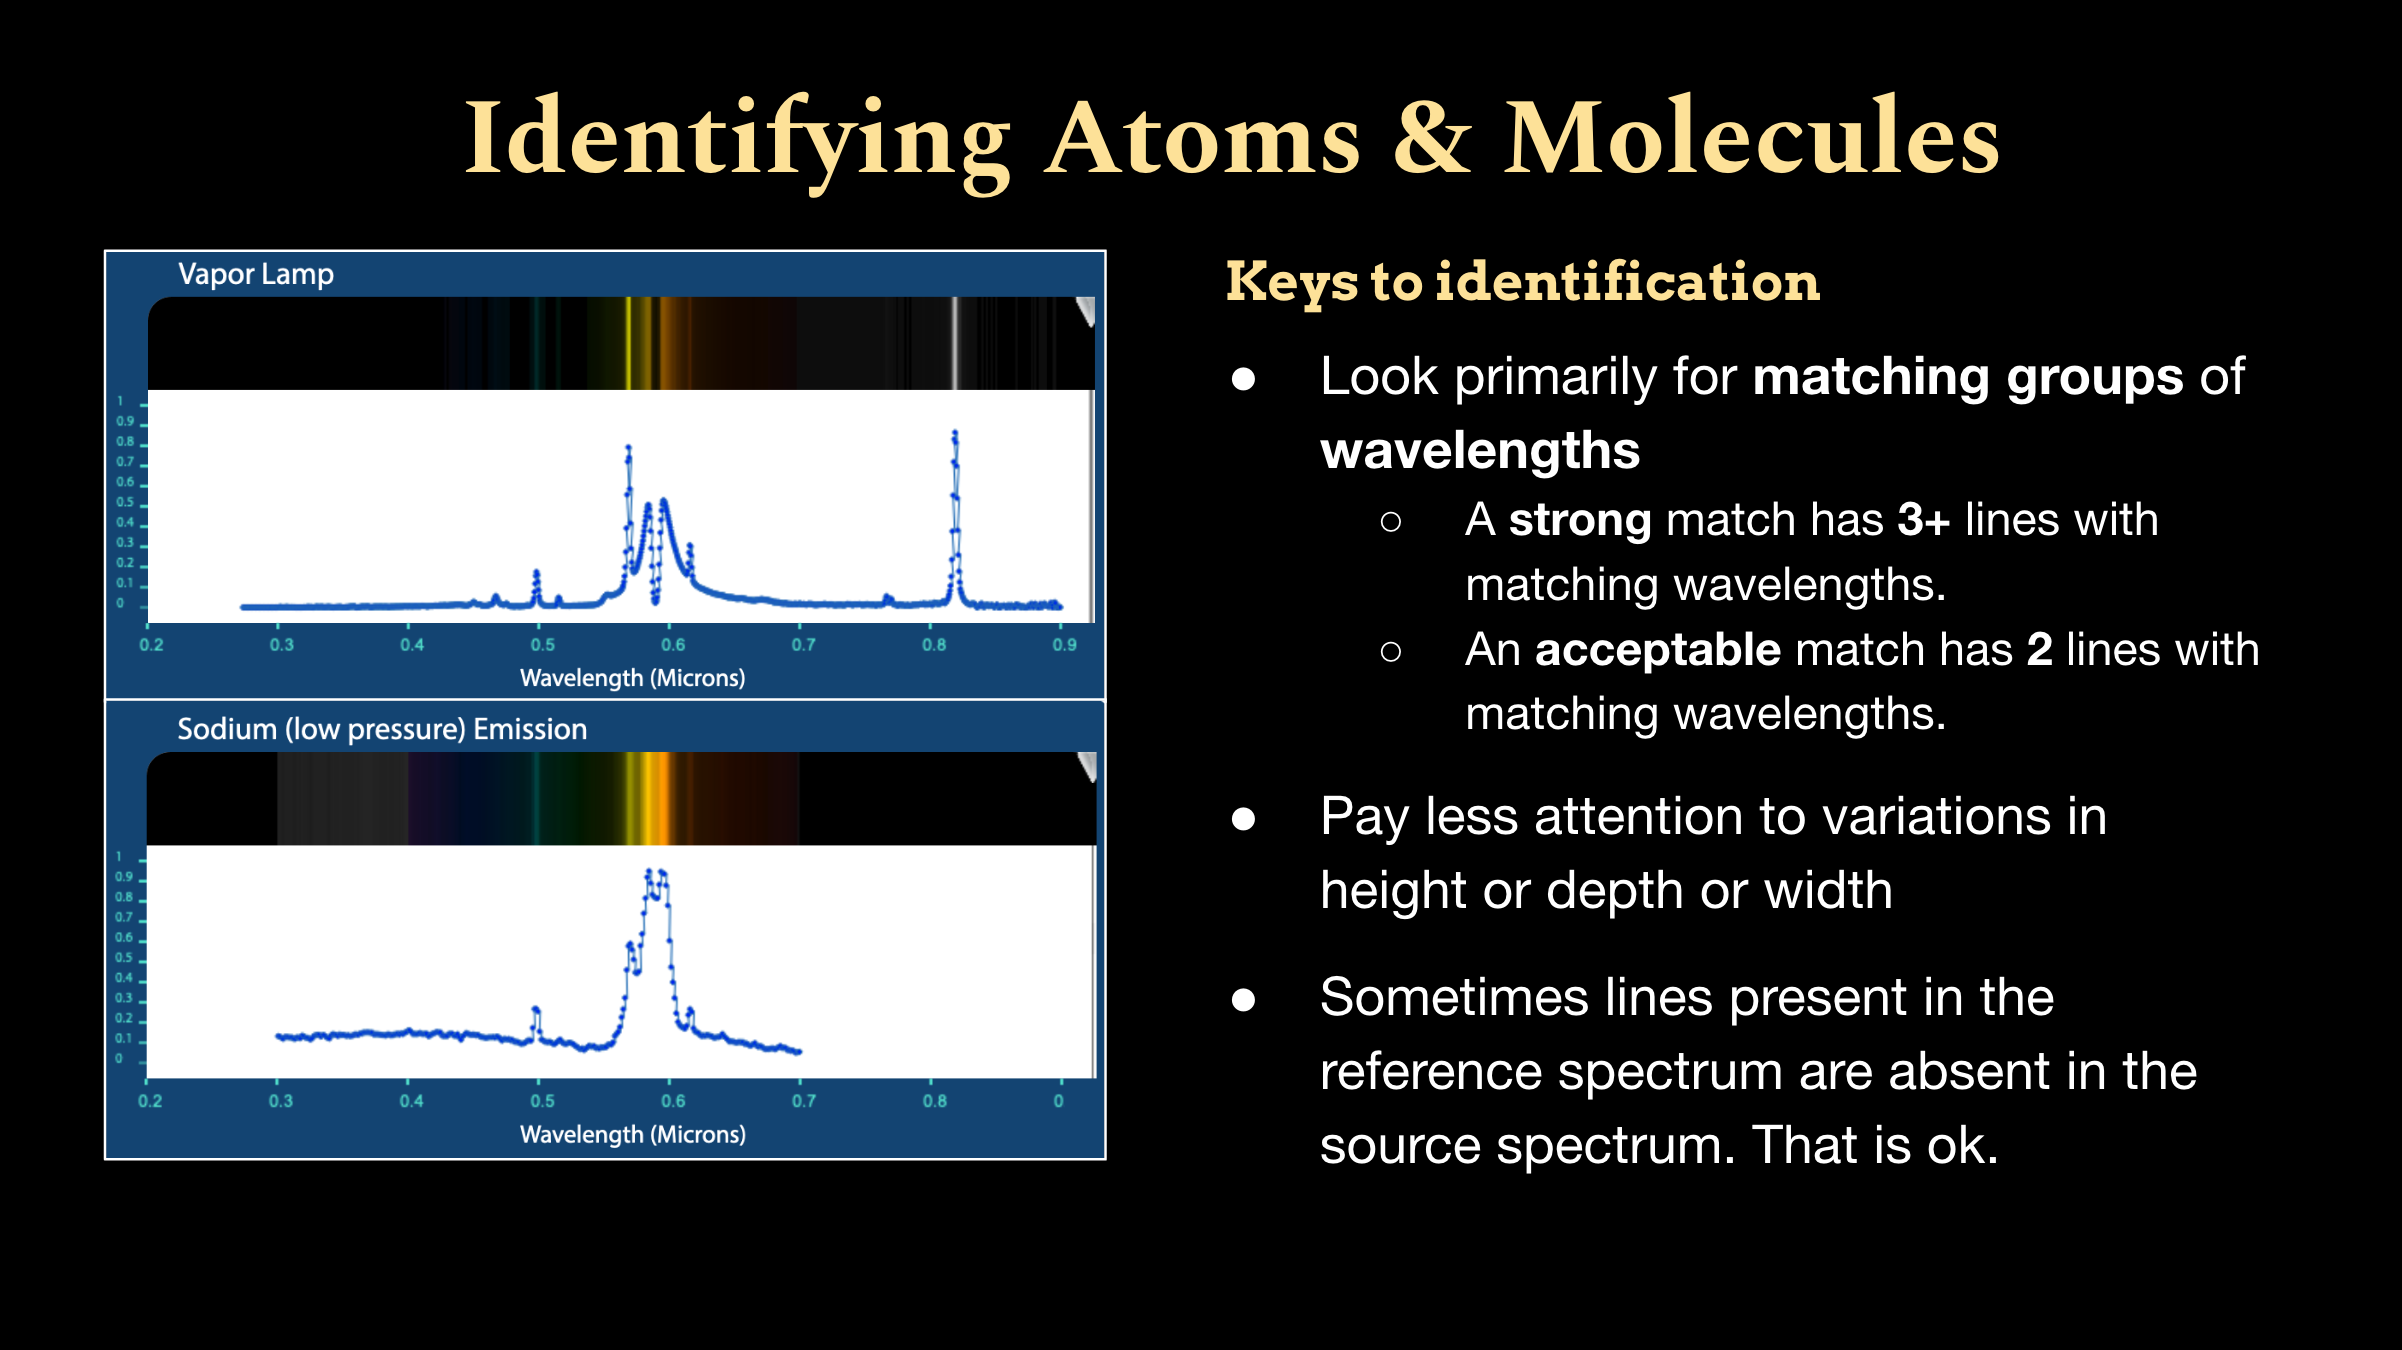 Identifying Atoms & Molecules
Vapor Lamp
1
0.9
0.8
0.7
0.6
0.5
0.4
0.3
0.2
0.1
0
0.2 0.3 0.4 0.5 0.6 0.7 0.8 0.9
Wavelength (Microns)
Sodium (low pressure) Emission
1
0.9
0.8
0.7
0.6
0.5
0.4
0.3
0.2
0.1
0
0.2 0.3 0.4 0.5 0.6 0.7 0.8 0
Wavelength (Microns)
Keys to identification
● Look primarily for matching groups of
wavelengths
○ A strong match has 3+ lines with
matching wavelengths.
○ An acceptable match has 2 lines with
matching wavelengths.
● Pay less attention to variations in
height or depth or width
● Sometimes lines present in the
reference spectrum are absent in the
source spectrum. That is ok.